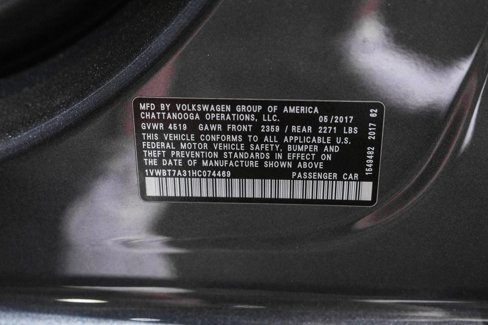 MFD BY VOLKSWAGEN GROUP OF AMERICA
CHATTANOOGA OPERATIONS, LLC. 05/2017
GVWR 4519 GAWR FRONT 2359 / REAR 2271 LBS
THIS VEHICLE CONFORMS TO ALL APPLICABLE U.S.
FEDERAL MOTOR VEHICLE SAFETY, BUMPER AND
THEFT PREVENTION STANDARDS IN EFFECT ON
THE DATE OF MANUFACTURE SHOWN ABOVE
1VWBT7A31HC074469 PASSENGER CAR
1649482 2017 62